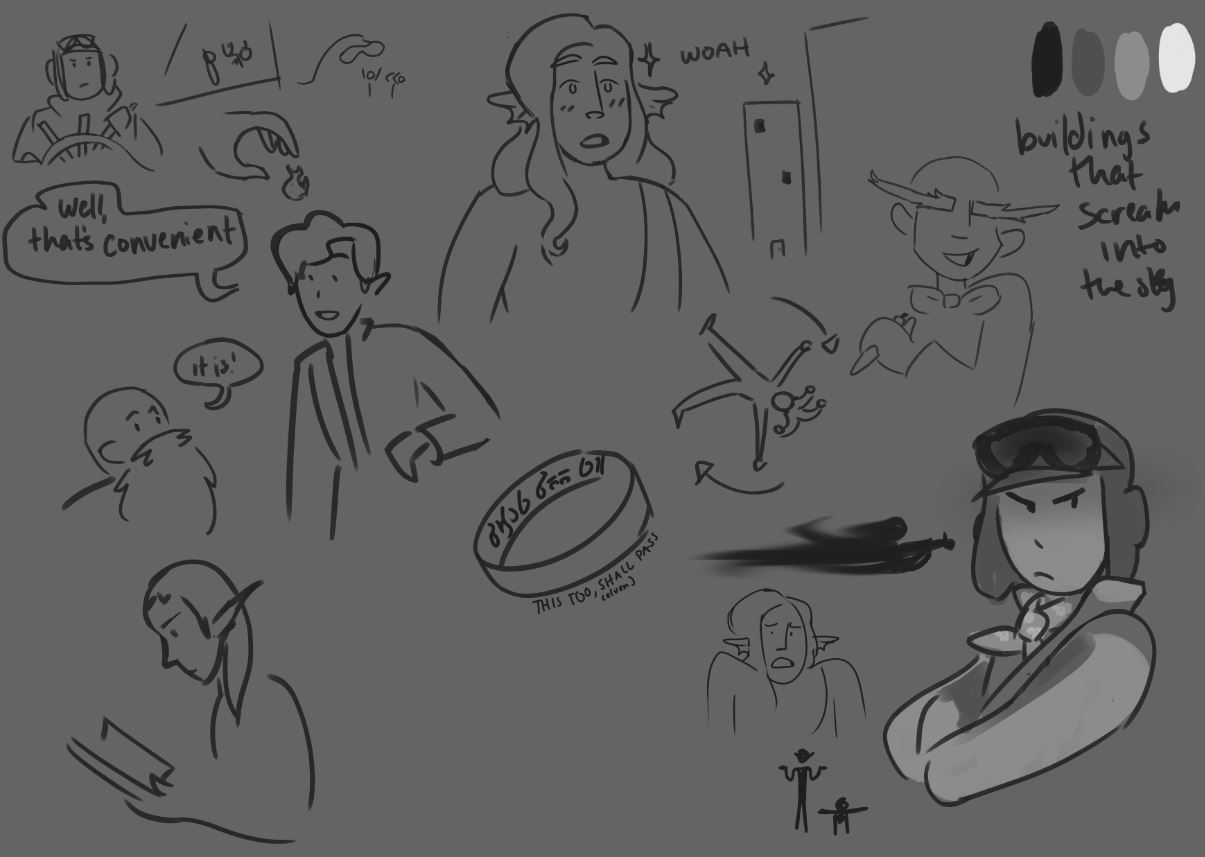 WOAH
buildings
that
scream
into
the sky
Well,
that's convenient
it is!
THIS TOO, SHALL PASS
(elven)